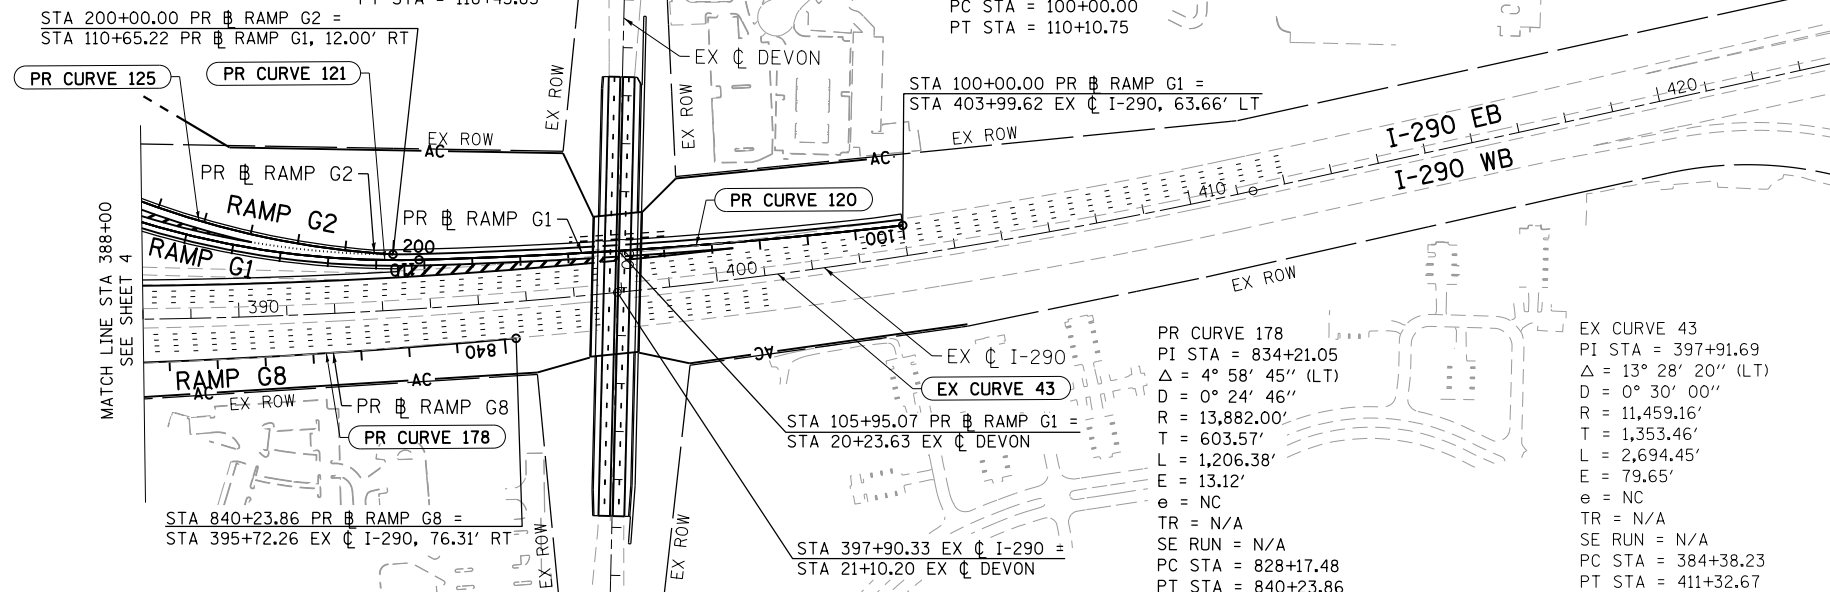 PT STA = 110+45.65
STA 200+00.00 PR ℄ RAMP G2 =
STA 110+65.22 PR ℄ RAMP G1, 12.00' RT
PR CURVE 125
PR CURVE 121
EX ROW
EX ℄ DEVON
EX ROW
PC STA = 100+00.00
PT STA = 110+10.75
STA 100+00.00 PR ℄ RAMP G1 =
STA 403+99.62 EX ℄ I-290, 63.66' LT
EX ROW
AC
EX ROW
AC
I-290 EB
I-290 WB
420
410
PR ℄ RAMP G2
RAMP G2
PR ℄ RAMP G1
PR CURVE 120
RAMP G1
200
110
100
400
390
MATCH LINE STA 388+00
SEE SHEET 4
840
RAMP G8
AC
AC
EX ROW
PR ℄ RAMP G8
PR CURVE 178
AC
EX ROW
EX ℄ I-290
EX CURVE 43
STA 105+95.07 PR ℄ RAMP G1 =
STA 20+23.63 EX ℄ DEVON
STA 840+23.86 PR ℄ RAMP G8 =
STA 395+72.26 EX ℄ I-290, 76.31' RT
EX ROW
EX ROW
STA 397+90.33 EX ℄ I-290 =
STA 21+10.20 EX ℄ DEVON
PR CURVE 178
PI STA = 834+21.05
Δ = 4° 58' 45'' (LT)
D = 0° 24' 46''
R = 13,882.00'
T = 603.57'
L = 1,206.38'
E = 13.12'
e = NC
TR = N/A
SE RUN = N/A
PC STA = 828+17.48
PT STA = 840+23.86
EX CURVE 43
PI STA = 397+91.69
Δ = 13° 28' 20'' (LT)
D = 0° 30' 00''
R = 11,459.16'
T = 1,353.46'
L = 2,694.45'
E = 79.65'
e = NC
TR = N/A
SE RUN = N/A
PC STA = 384+38.23
PT STA = 411+32.67